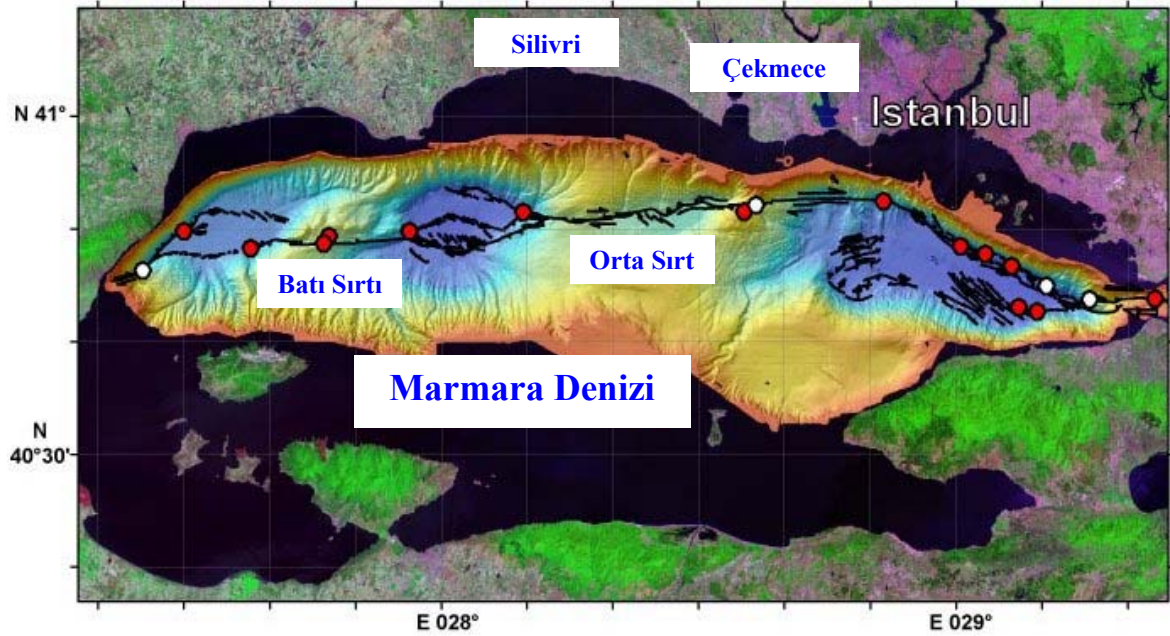 Silivri
Çekmece
N 41°
Istanbul
Batı Sırtı
Orta Sırt
Marmara Denizi
N
40°30'
E 028°
E 029°